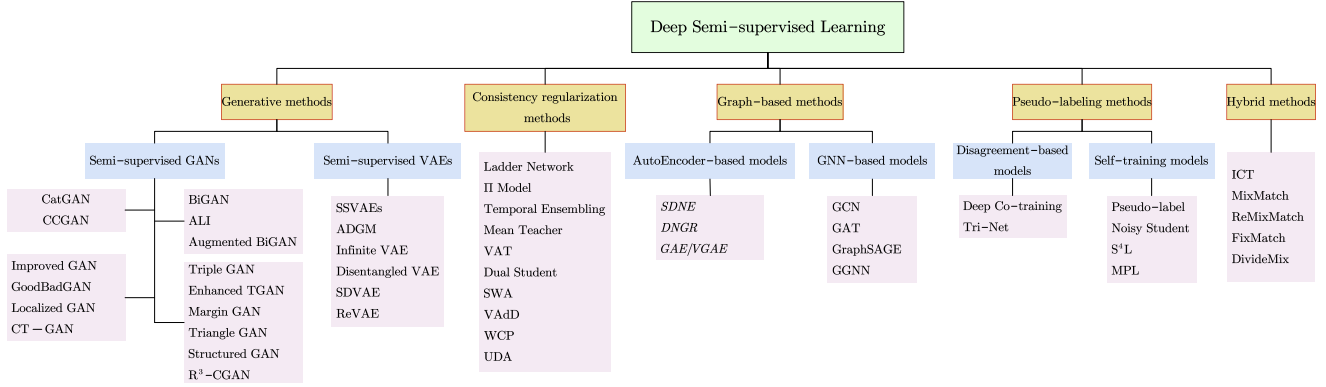 Deep Semi-supervised Learning
Generative methods
Consistency regularization
methods
Graph-based methods
Pseudo-labeling methods
Hybrid methods
Semi-supervised GANs
Semi-supervised VAEs
AutoEncoder-based models
GNN-based models
Disagreement-based
models
Self-training models
CatGAN
CCGAN
Improved GAN
GoodBadGAN
Localized GAN
CT-GAN
BiGAN
ALI
Augmented BiGAN
Triple GAN
Enhanced TGAN
Margin GAN
Triangle GAN
Structured GAN
R³-CGAN
SSVAEs
ADGM
Infinite VAE
Disentangled VAE
SDVAE
ReVAE
Ladder Network
Π Model
Temporal Ensembling
Mean Teacher
VAT
Dual Student
SWA
VAdD
WCP
UDA
SDNE
DNGR
GAE/VGAE
GCN
GAT
GraphSAGE
GGNN
Deep Co-training
Tri-Net
Pseudo-label
Noisy Student
S⁴L
MPL
ICT
MixMatch
ReMixMatch
FixMatch
DivideMix